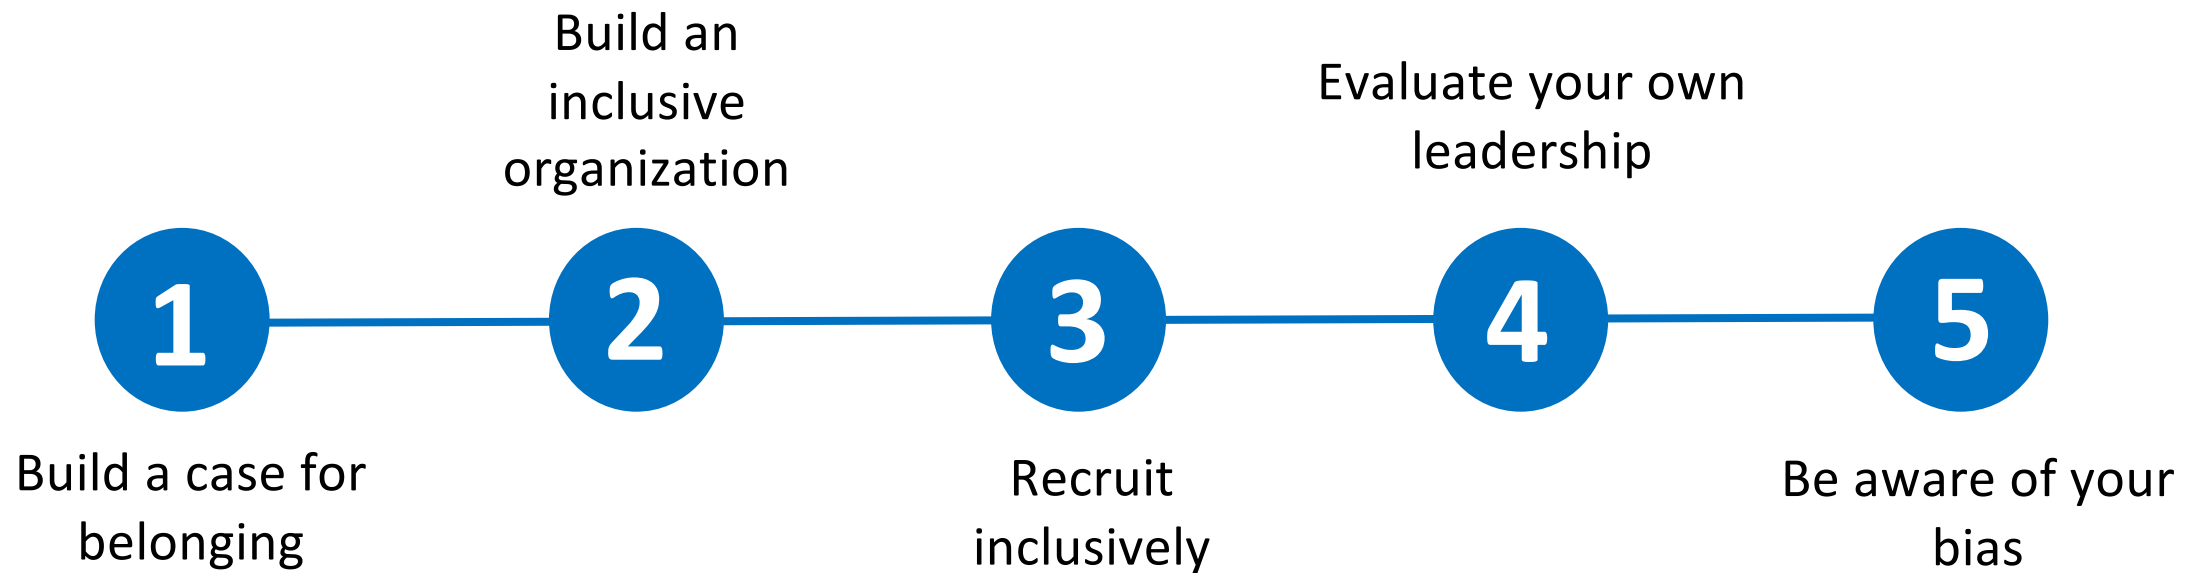 1
Build a case for
belonging
2
Build an
inclusive
organization
3
Recruit
inclusively
4
Evaluate your own
leadership
5
Be aware of your
bias